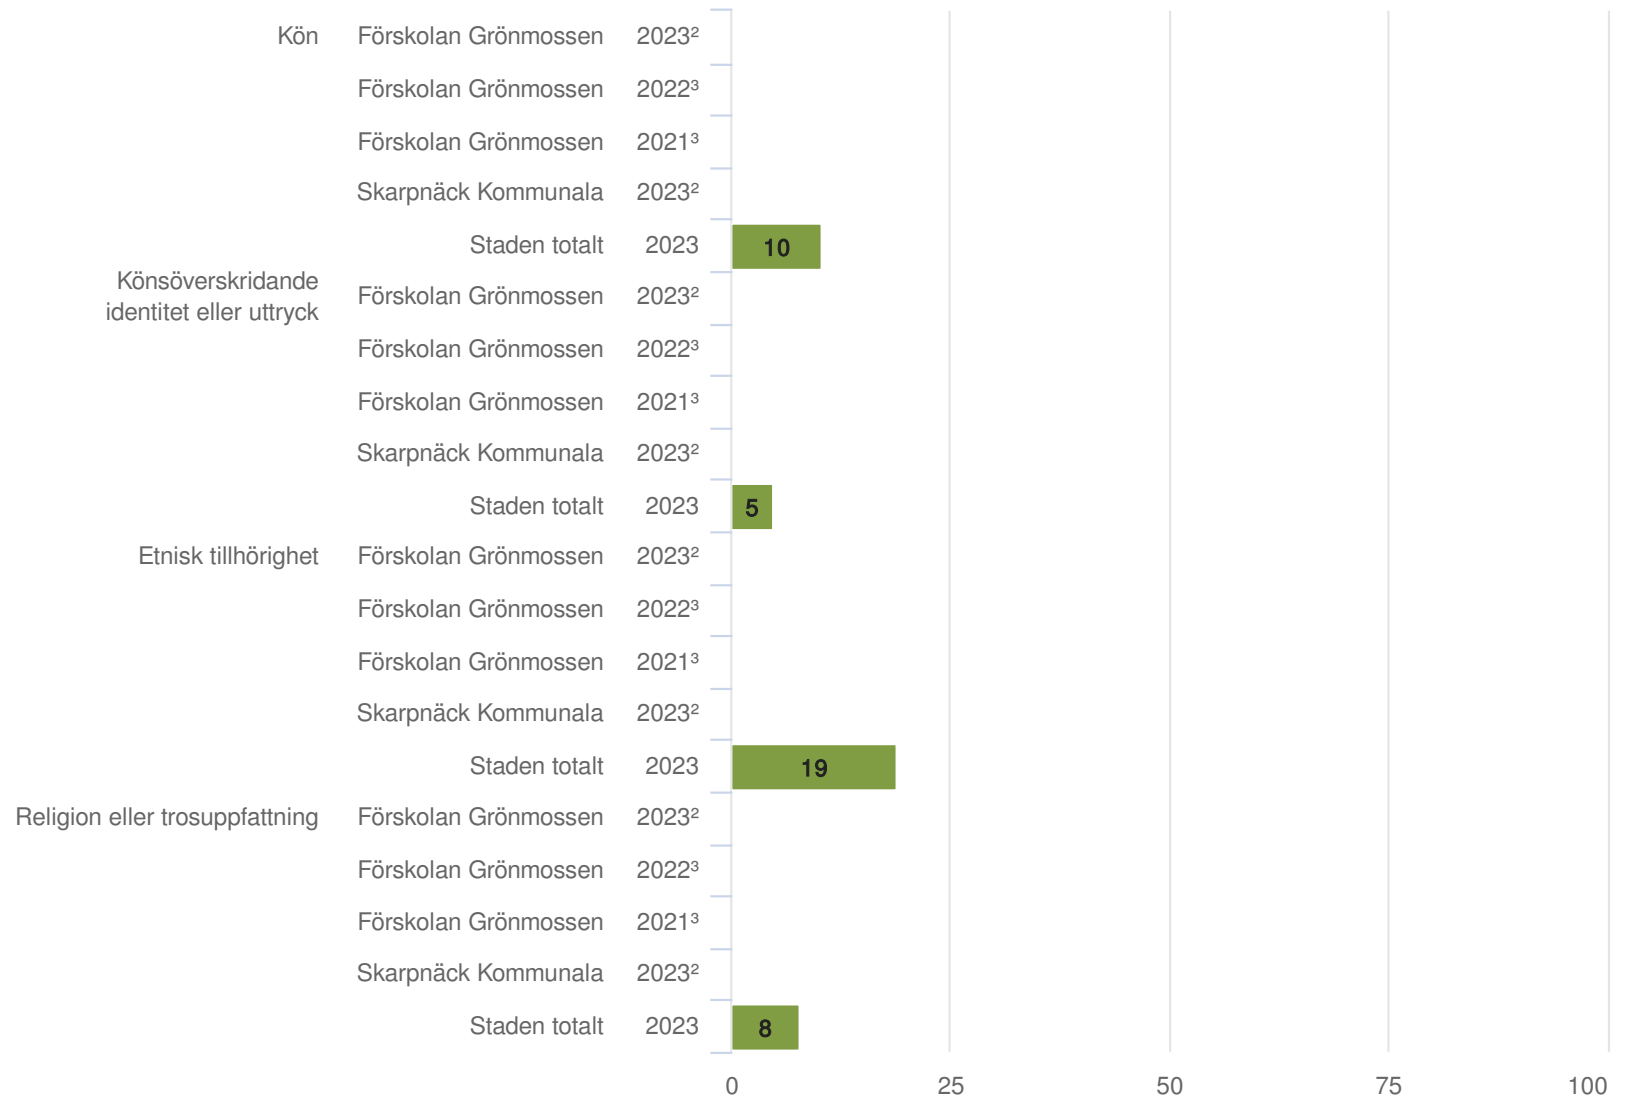 Kön Förskolan Grönmossen 2023²
Förskolan Grönmossen 2022³
Förskolan Grönmossen 2021³
Skarpnäck Kommunala 2023²
Staden totalt 2023 10
Könsöverskridande
identitet eller uttryck
Förskolan Grönmossen 2023²
Förskolan Grönmossen 2022³
Förskolan Grönmossen 2021³
Skarpnäck Kommunala 2023²
Staden totalt 2023 5
Etnisk tillhörighet Förskolan Grönmossen 2023²
Förskolan Grönmossen 2022³
Förskolan Grönmossen 2021³
Skarpnäck Kommunala 2023²
Staden totalt 2023 19
Religion eller trosuppfattning Förskolan Grönmossen 2023²
Förskolan Grönmossen 2022³
Förskolan Grönmossen 2021³
Skarpnäck Kommunala 2023²
Staden totalt 2023 8
0 25 50 75 100